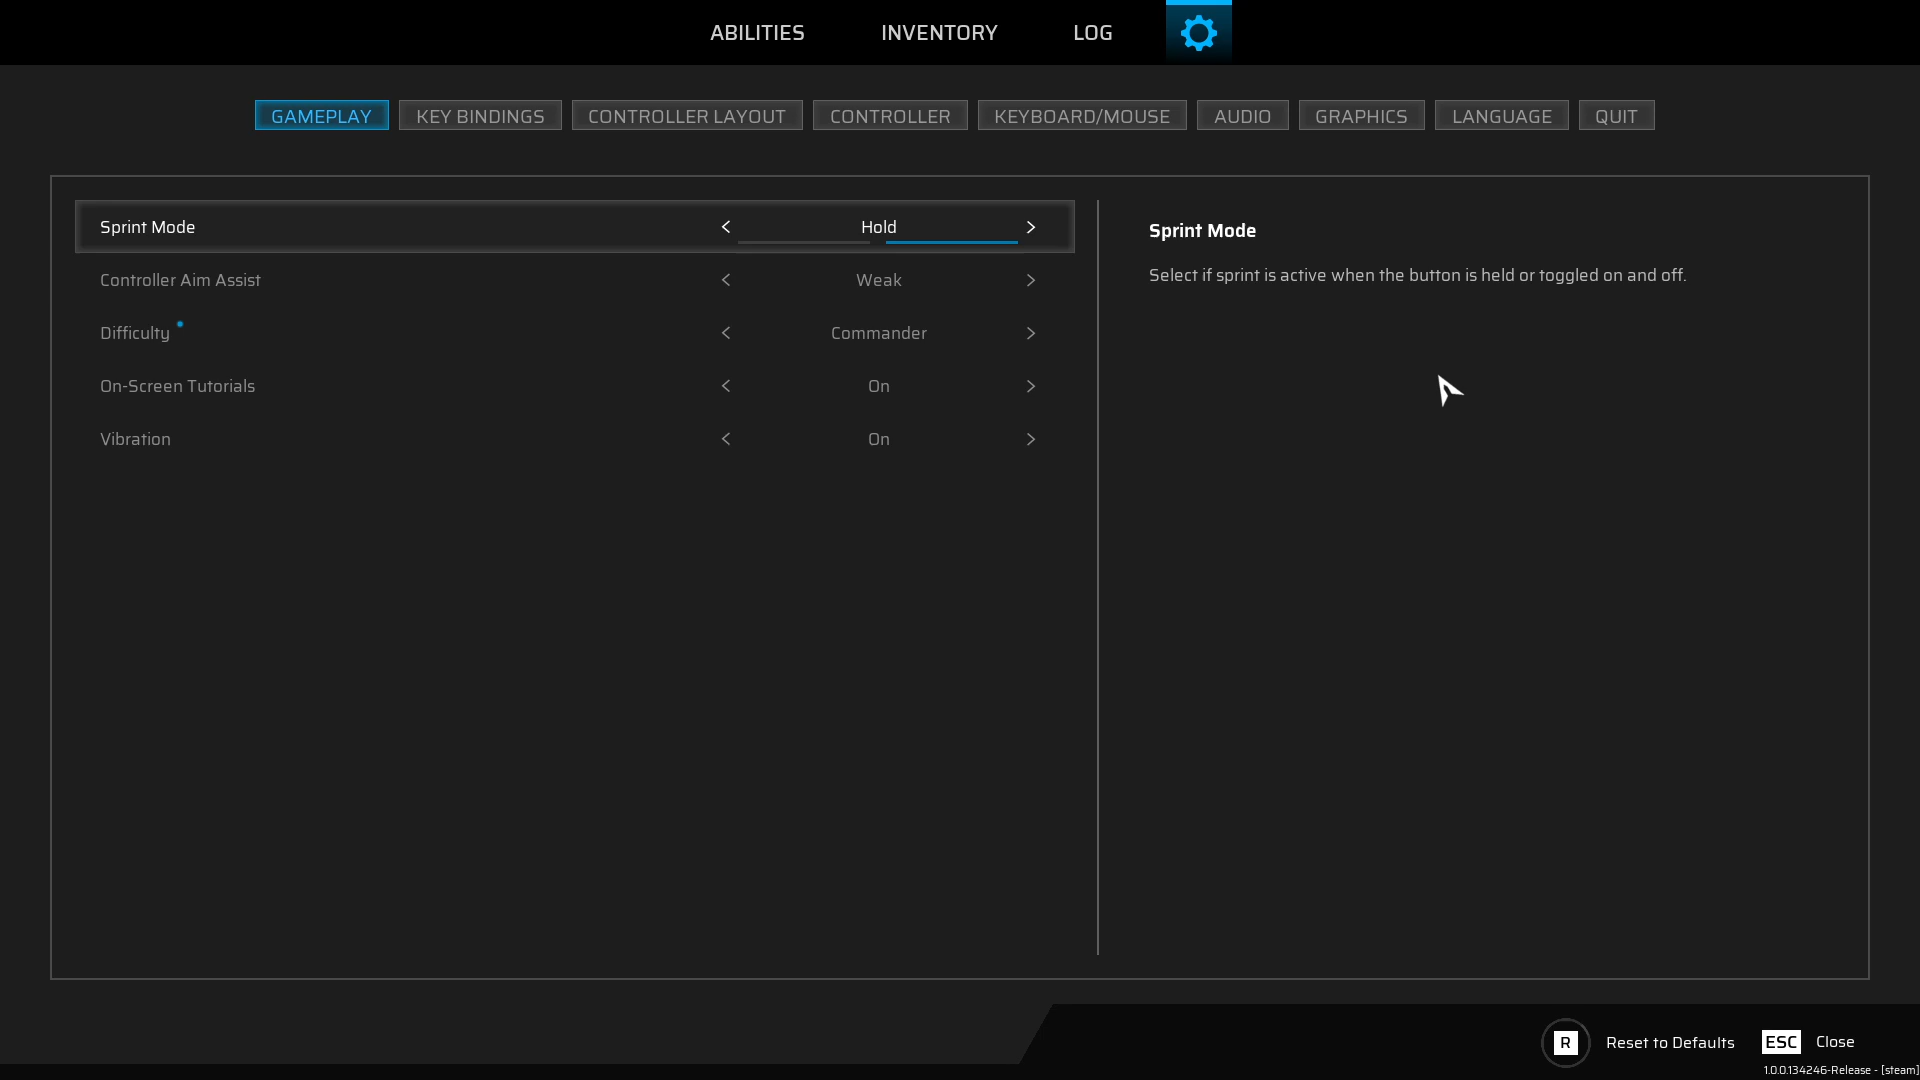 ABILITIES INVENTORY LOG
GAMEPLAY KEY BINDINGS CONTROLLER LAYOUT CONTROLLER KEYBOARD/MOUSE AUDIO GRAPHICS LANGUAGE QUIT
Sprint Mode < Hold >
Controller Aim Assist < Weak >
Difficulty < Commander >
On-Screen Tutorials < On >
Vibration < On >
Sprint Mode
Select if sprint is active when the button is held or toggled on and off.
R Reset to Defaults ESC Close
1.0.0.134246-Release - [steam]